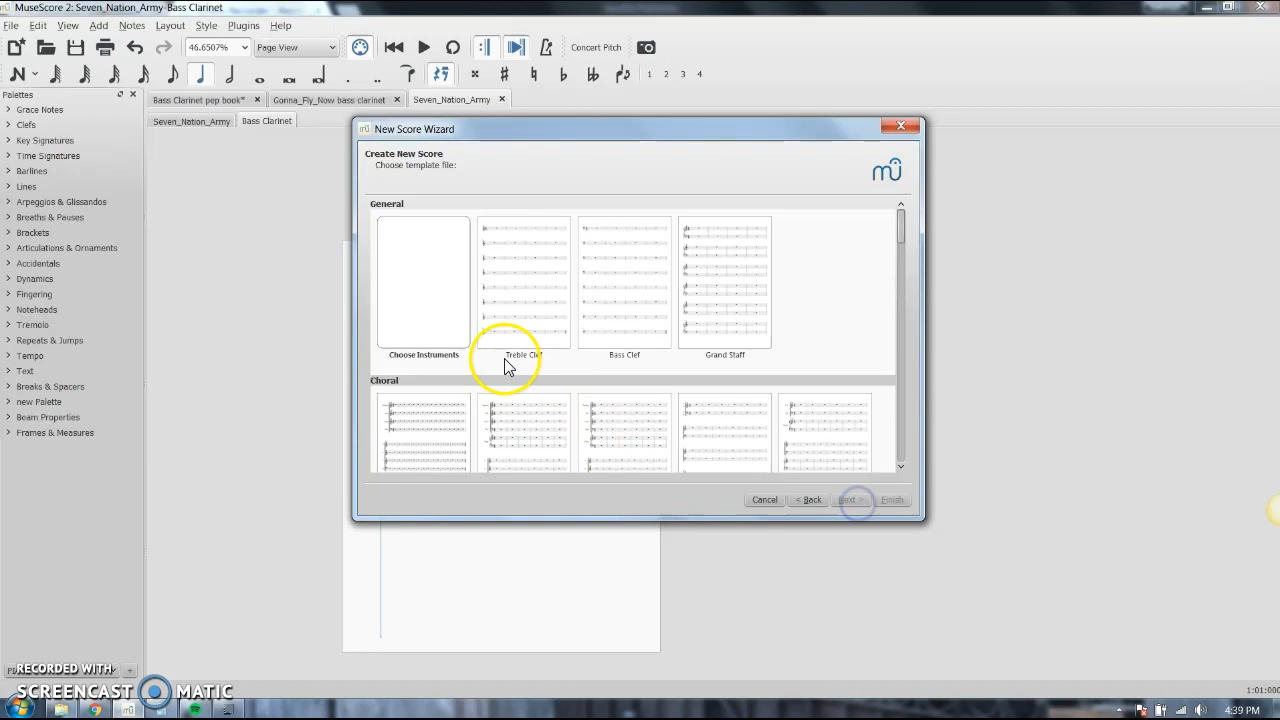 MuseScore 2: Seven_Nation_Army-Bass Clarinet
File Edit View Add Notes Layout Style Plugins Help
46.6507% Page View Concert Pitch
1 2 3 4
Palettes
Bass Clarinet pep book* Gonna_Fly_Now bass clarinet Seven_Nation_Army
Seven_Nation_Army Bass Clarinet
Grace Notes
Clefs
Key Signatures
Time Signatures
Barlines
Lines
Arpeggios & Glissandos
Breaths & Pauses
Brackets
Articulations & Ornaments
Accidentals
Dynamics
Fingering
Noteheads
Tremolo
Repeats & Jumps
Tempo
Text
Breaks & Spacers
new Palette
Beam Properties
Frames & Measures
New Score Wizard
Create New Score
Choose template file:
General
Choose Instruments Treble Clef Bass Clef Grand Staff
Choral
Cancel < Back Next > Finish
RECORDED WITH
SCREENCAST MATIC
1:01:000
4:39 PM